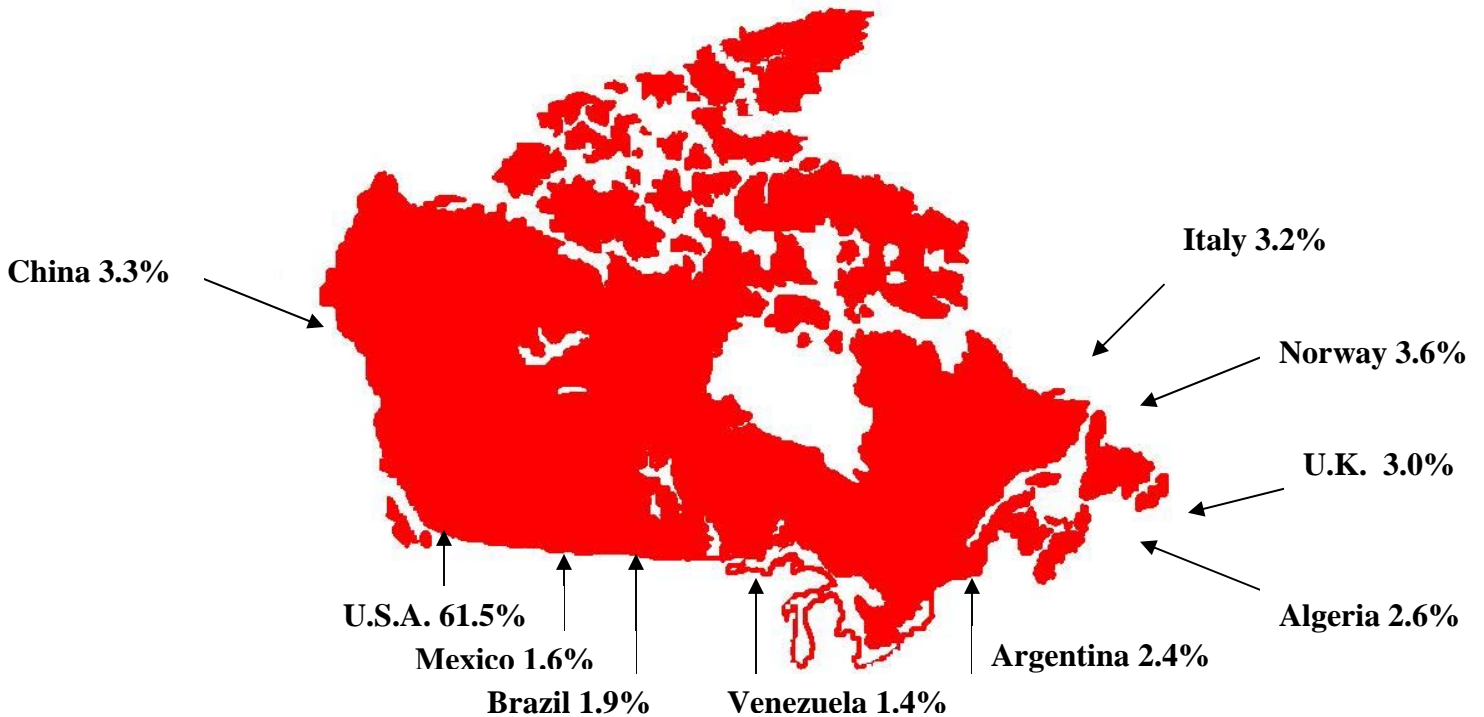 Italy 3.2%
China 3.3%
Norway 3.6%
U.K. 3.0%
U.S.A. 61.5%
Algeria 2.6%
Mexico 1.6%
Argentina 2.4%
Brazil 1.9%
Venezuela 1.4%